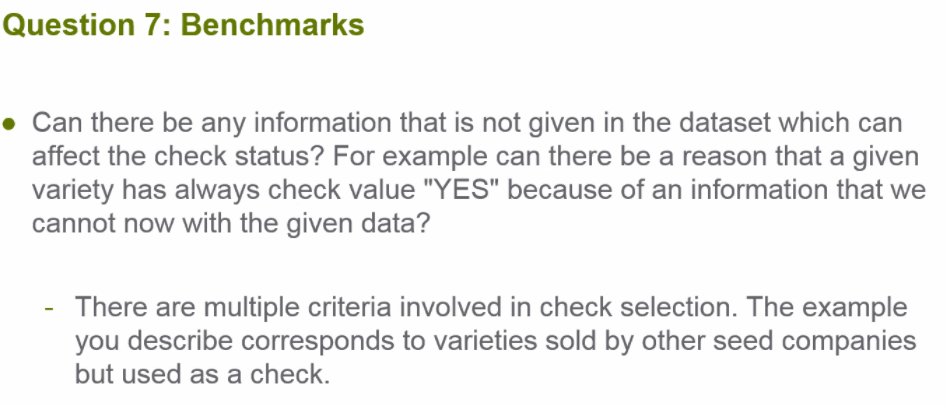 Question 7: Benchmarks
● Can there be any information that is not given in the dataset which can
affect the check status? For example can there be a reason that a given
variety has always check value "YES" because of an information that we
cannot now with the given data?
- There are multiple criteria involved in check selection. The example
you describe corresponds to varieties sold by other seed companies
but used as a check.